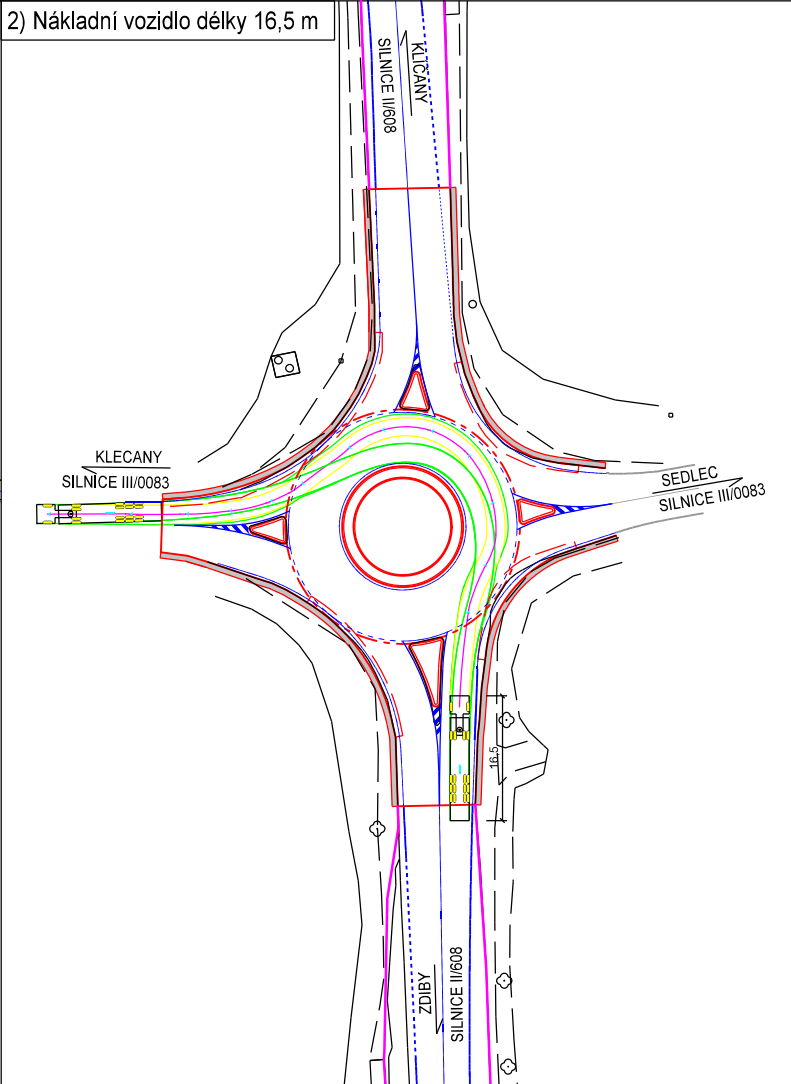 2) Nákladní vozidlo délky 16,5 m
KLÍČANY
SILNICE II/608
KLECANY
SILNICE III/0083
SEDLEC
SILNICE III/0083
16,5
ZDIBY
SILNICE II/608